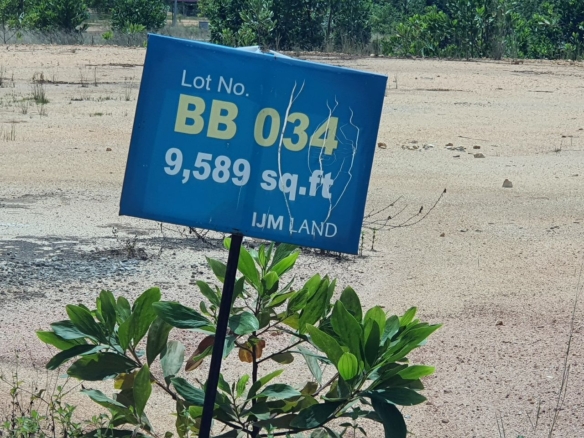 Lot No.
BB 034
9,589 sq.ft
IJM LAND